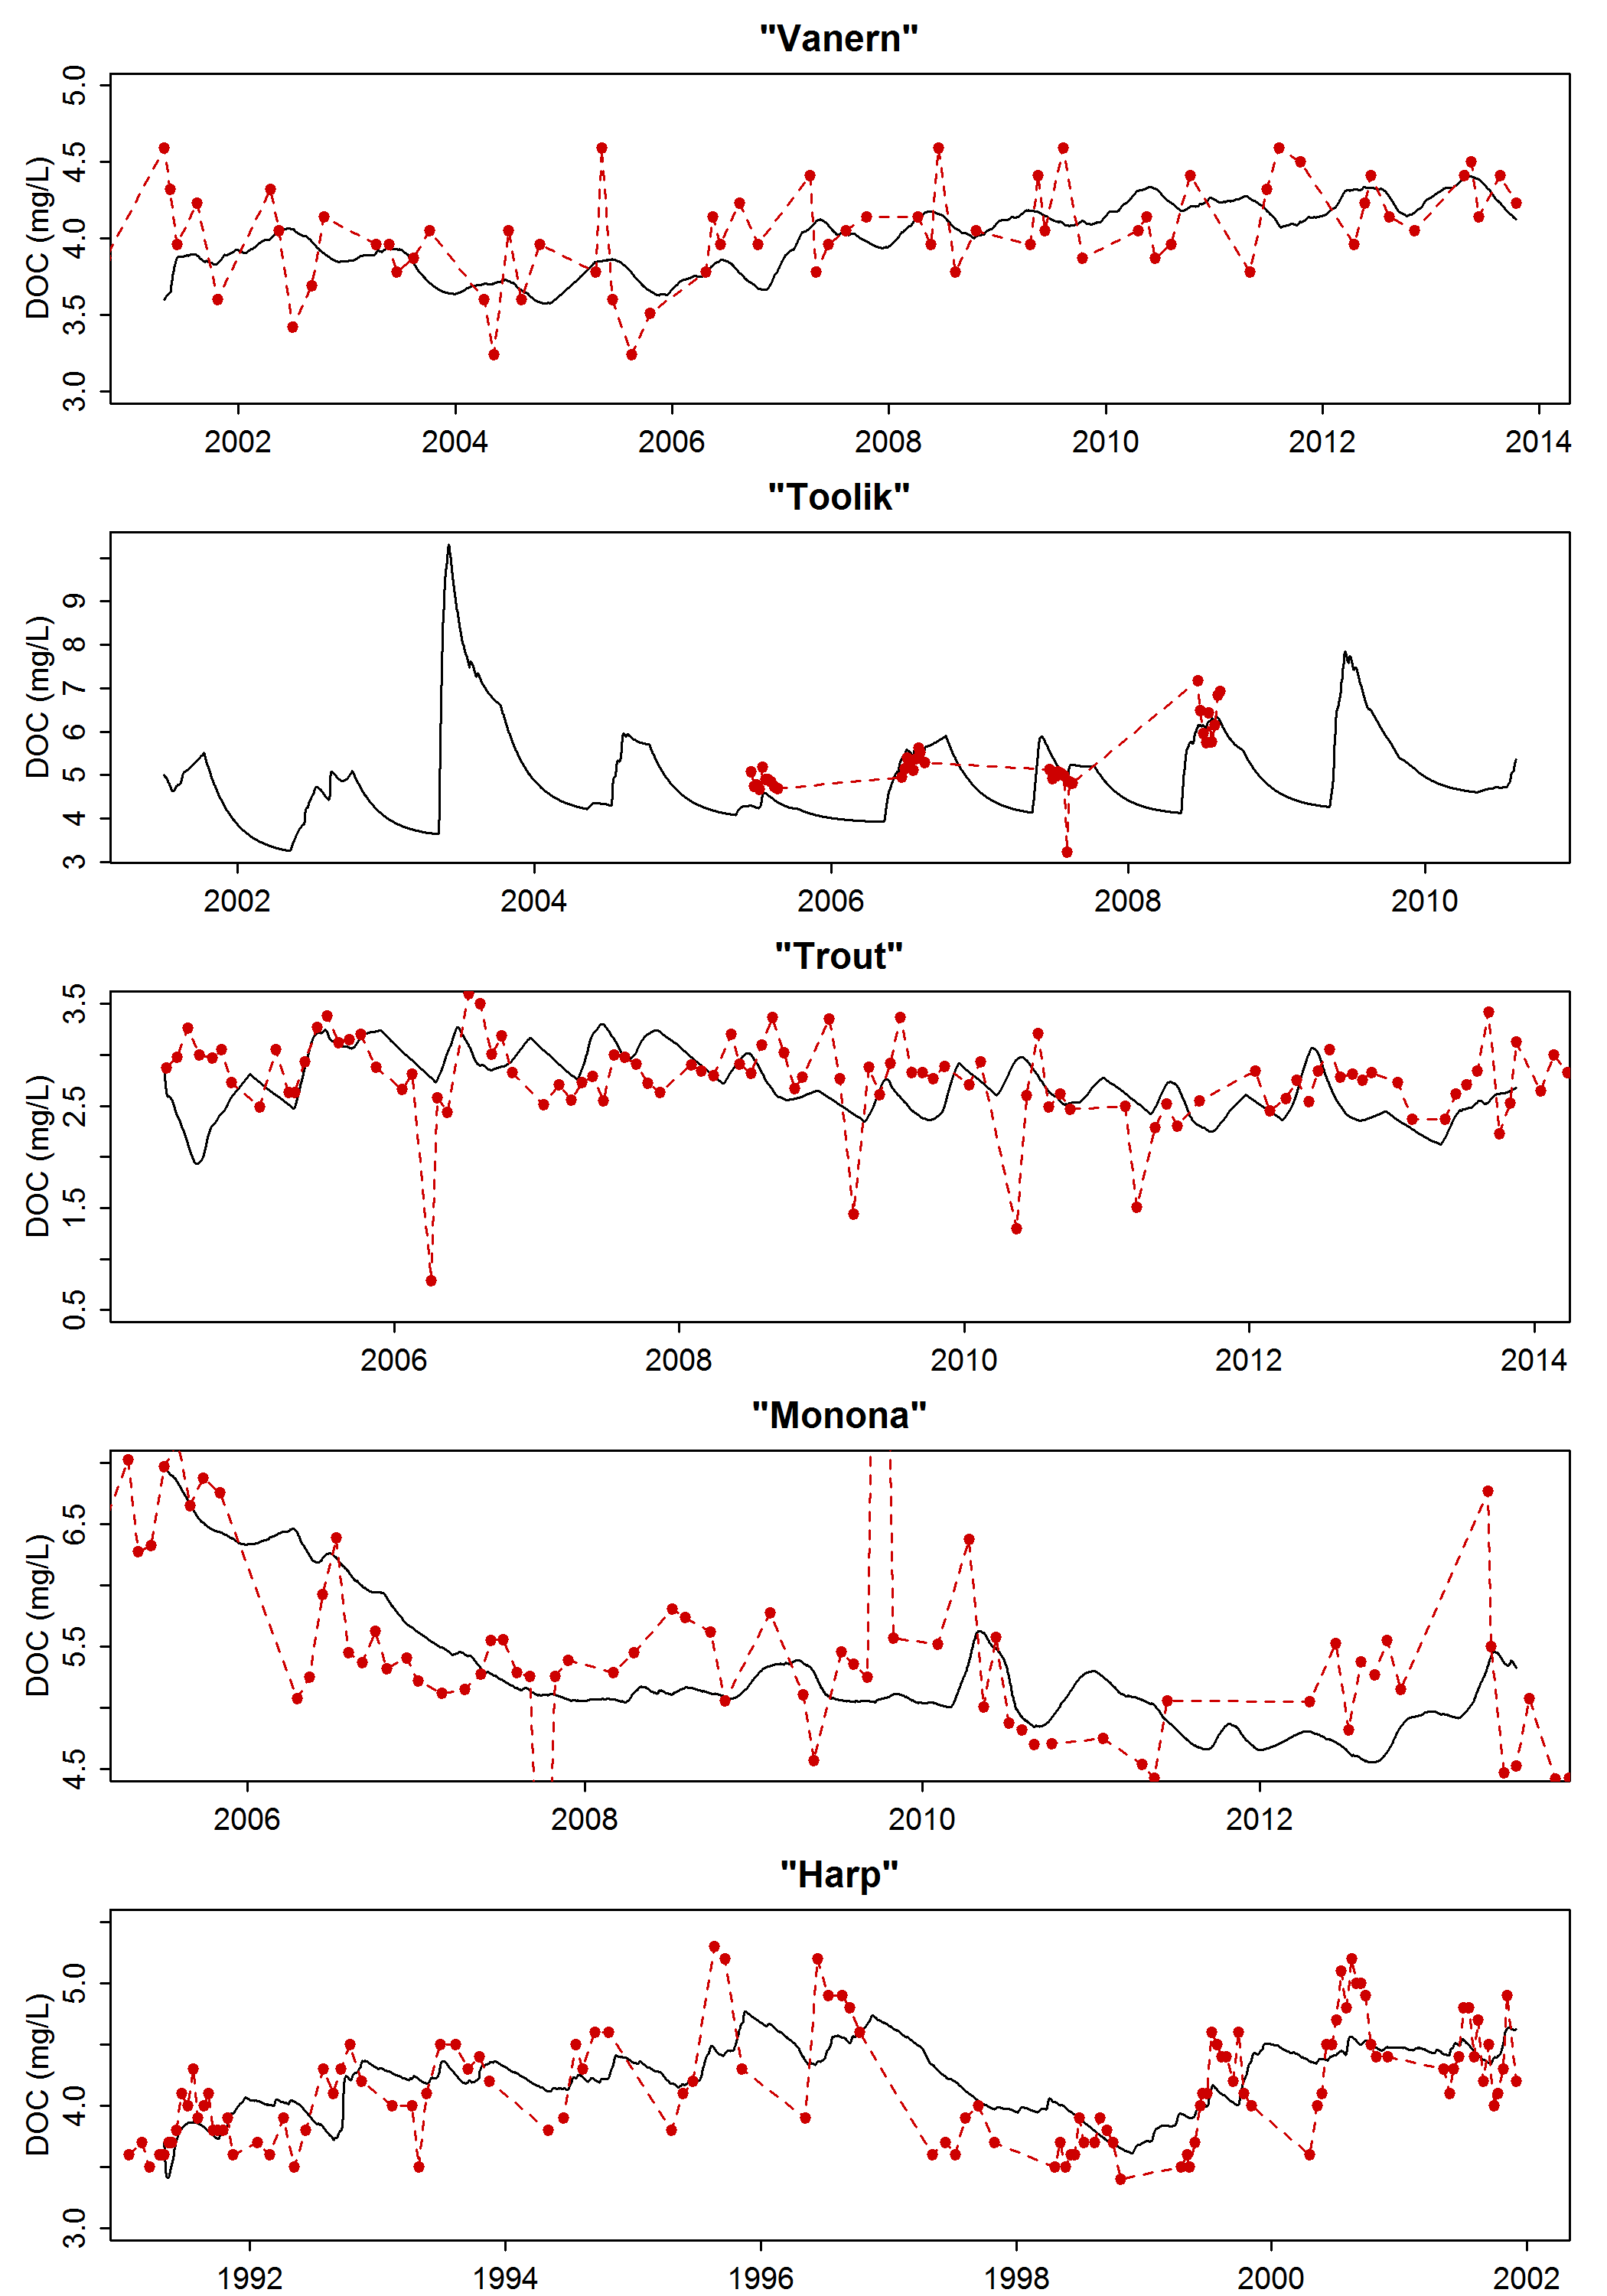 "Vanern"
DOC (mg/L)
5.0
4.5
4.0
3.5
3.0
2002 2004 2006 2008 2010 2012 2014
"Toolik"
DOC (mg/L)
9
8
7
6
5
4
3
2002 2004 2006 2008 2010
"Trout"
DOC (mg/L)
3.5
2.5
1.5
0.5
2006 2008 2010 2012 2014
"Monona"
DOC (mg/L)
6.5
5.5
4.5
2006 2008 2010 2012
"Harp"
DOC (mg/L)
5.0
4.0
3.0
1992 1994 1996 1998 2000 2002